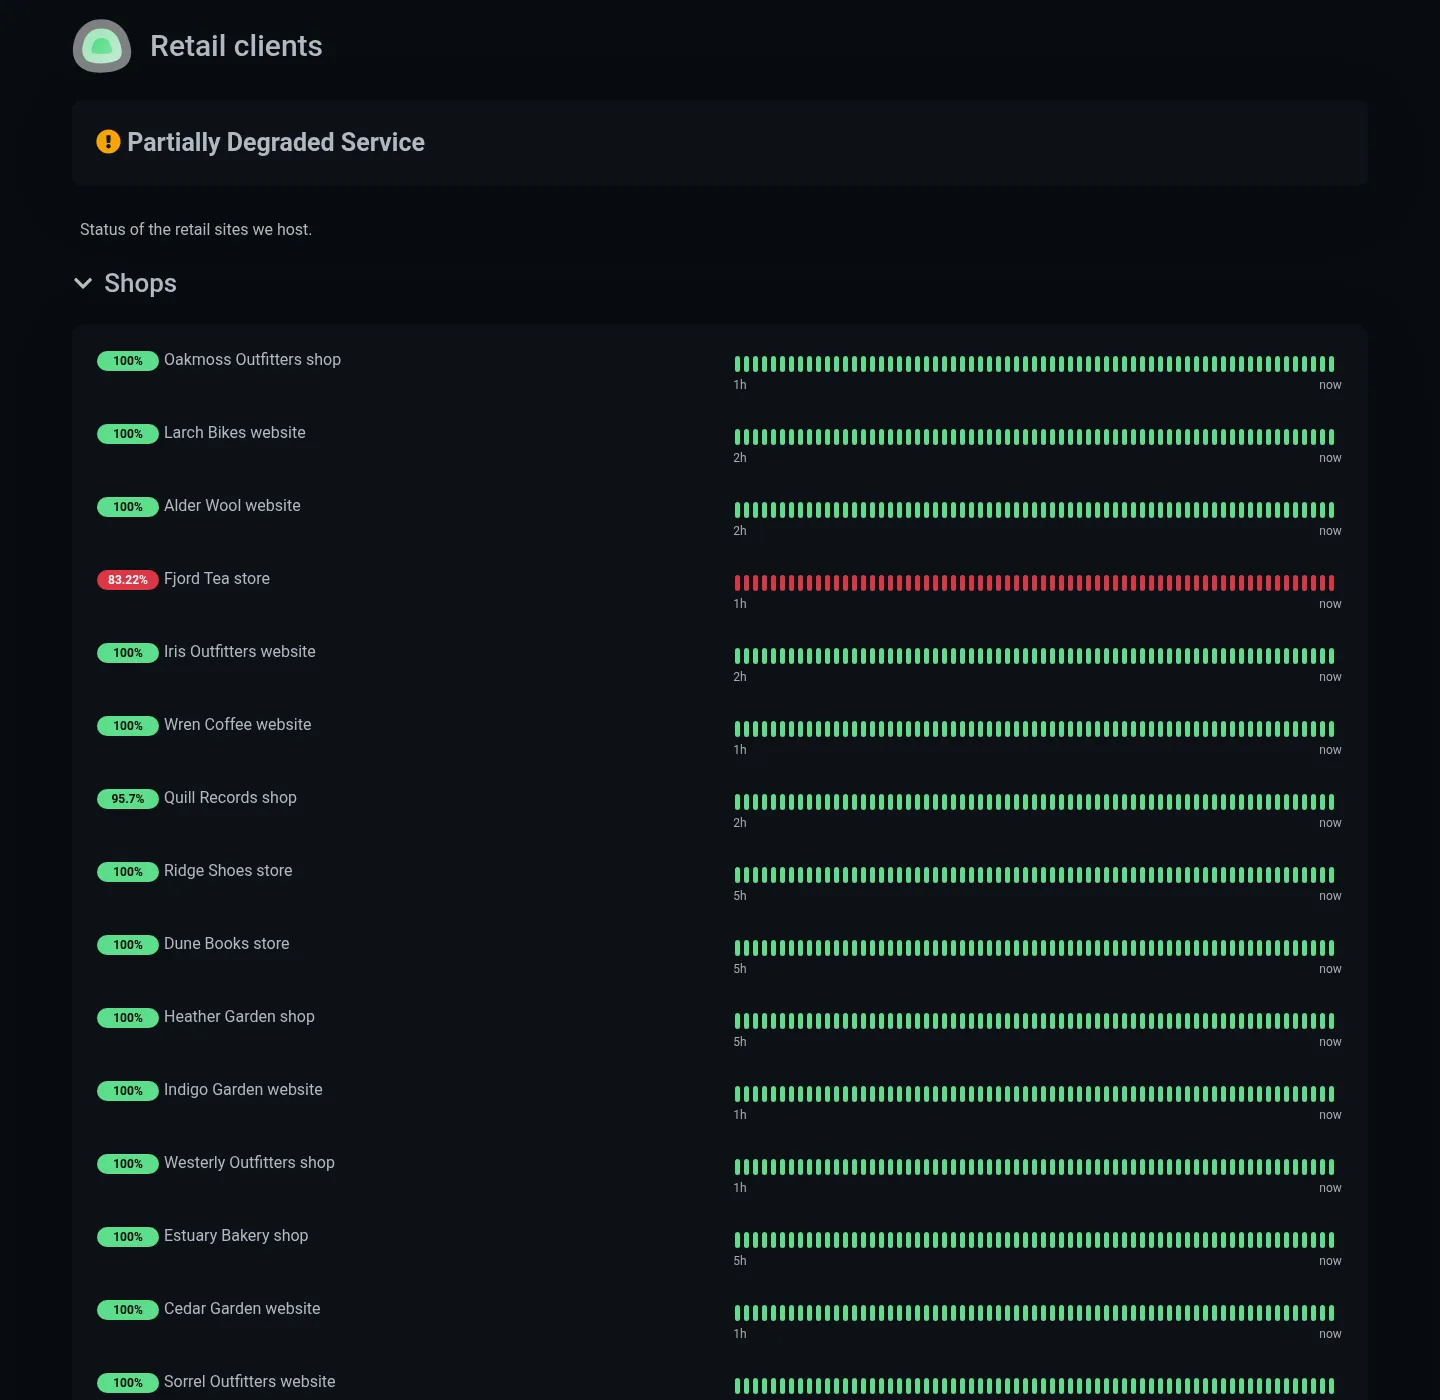 Retail clients
Partially Degraded Service
Status of the retail sites we host.
Shops
100% Oakmoss Outfitters shop
1h now
100% Larch Bikes website
2h now
100% Alder Wool website
2h now
83.22% Fjord Tea store
1h now
100% Iris Outfitters website
2h now
100% Wren Coffee website
1h now
95.7% Quill Records shop
2h now
100% Ridge Shoes store
5h now
100% Dune Books store
5h now
100% Heather Garden shop
5h now
100% Indigo Garden website
1h now
100% Westerly Outfitters shop
1h now
100% Estuary Bakery shop
5h now
100% Cedar Garden website
1h now
100% Sorrel Outfitters website